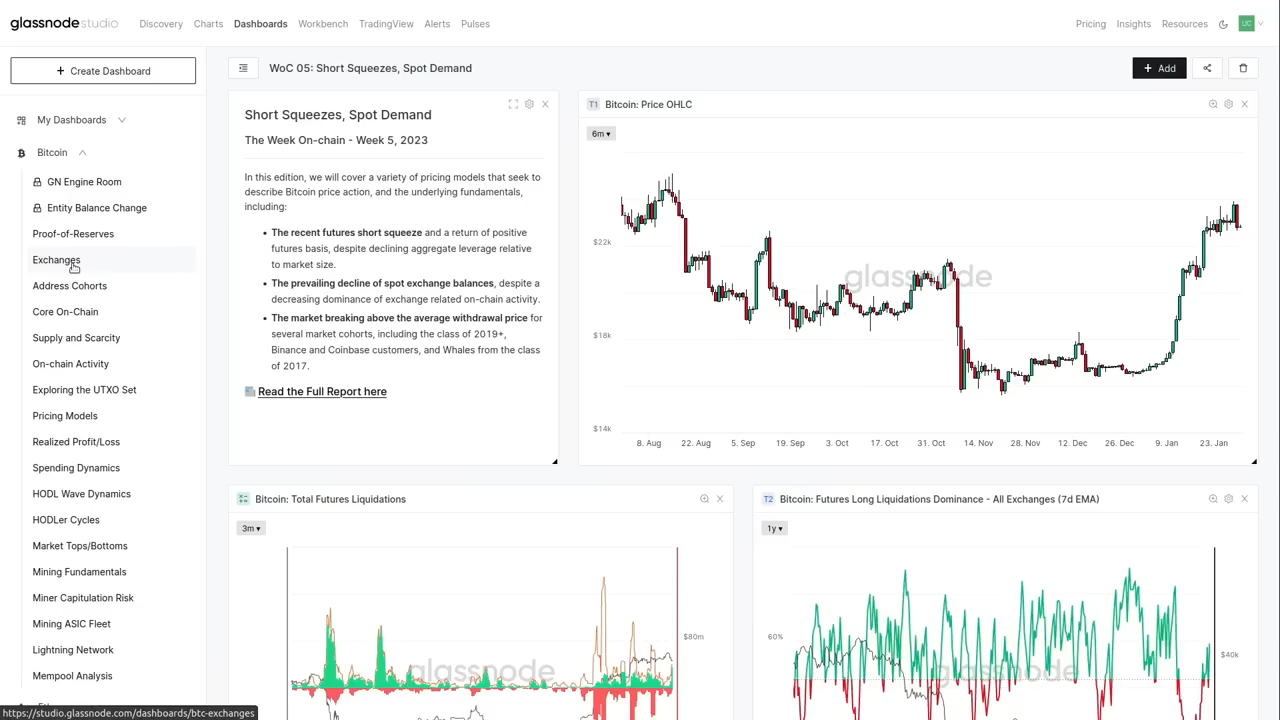 glassnodestudio
Discovery
Charts
Dashboards
Workbench
TradingView
Alerts
Pulses
Pricing
Insights
Resources
UC
+ Create Dashboard
My Dashboards
Bitcoin
GN Engine Room
Entity Balance Change
Proof-of-Reserves
Exchanges
Address Cohorts
Core On-Chain
Supply and Scarcity
On-chain Activity
Exploring the UTXO Set
Pricing Models
Realized Profit/Loss
Spending Dynamics
HODL Wave Dynamics
HODLer Cycles
Market Tops/Bottoms
Mining Fundamentals
Miner Capitulation Risk
Mining ASIC Fleet
Lightning Network
Mempool Analysis
https://studio.glassnode.com/dashboards/btc-exchanges
WoC 05: Short Squeezes, Spot Demand
+ Add
Short Squeezes, Spot Demand
The Week On-chain - Week 5, 2023
In this edition, we will cover a variety of pricing models that seek to
describe Bitcoin price action, and the underlying fundamentals,
including:
• The recent futures short squeeze and a return of positive
futures basis, despite declining aggregate leverage relative
to market size.
• The prevailing decline of spot exchange balances, despite a
decreasing dominance of exchange related on-chain activity.
• The market breaking above the average withdrawal price for
several market cohorts, including the class of 2019+,
Binance and Coinbase customers, and Whales from the class
of 2017.
Read the Full Report here
T1 Bitcoin: Price OHLC
6m ▾
$22k
$18k
$14k
glassnode
8. Aug 22. Aug 5. Sep 19. Sep 3. Oct 17. Oct 31. Oct 14. Nov 28. Nov 12. Dec 26. Dec 9. Jan 23. Jan
Bitcoin: Total Futures Liquidations
3m ▾
$80m
glassnode
T2 Bitcoin: Futures Long Liquidations Dominance - All Exchanges (7d EMA)
1y ▾
60%
$40k
glassnode